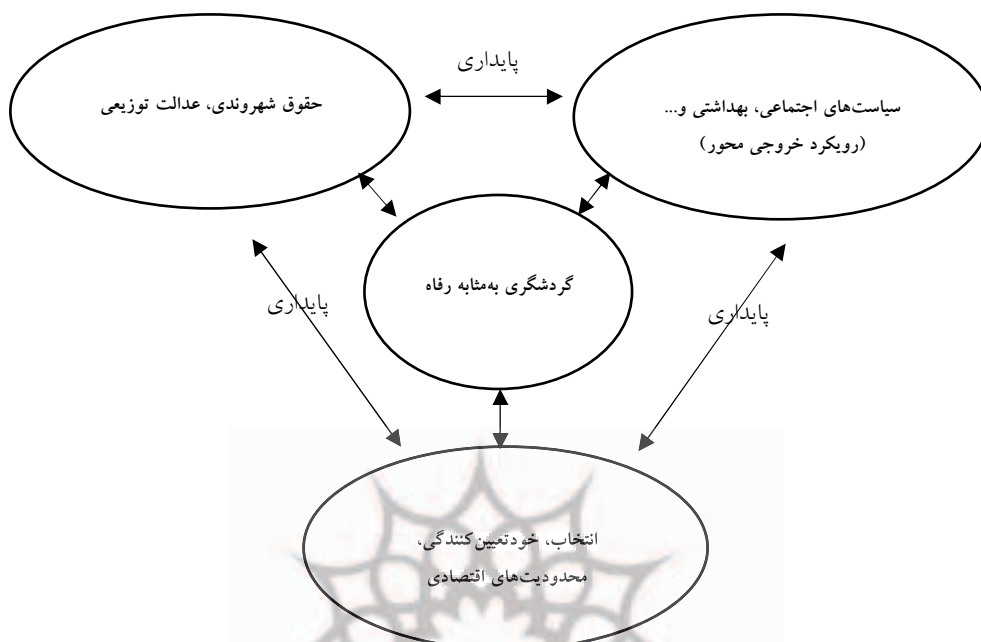 پایداری
سیاست‌های اجتماعی، بهداشتی و...
(رویکرد خروجی محور)
حقوق شهروندی، عدالت توزیعی
گردشگری به‌مثابه رفاه
پایداری
پایداری
انتخاب، خودتعیین‌کنندگی،
محدودیت‌های اقتصادی